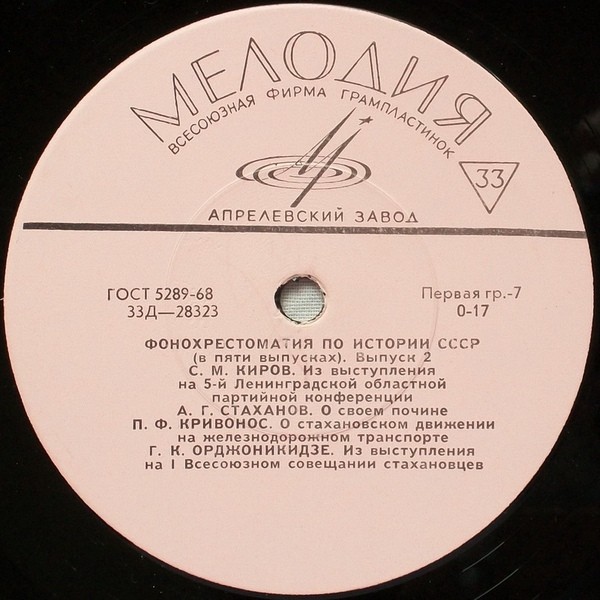 МЕЛОДИЯ
ВСЕСОЮЗНАЯ ФИРМА ГРАМПЛАСТИНОК
33
АПРЕЛЕВСКИЙ ЗАВОД
ГОСТ 5289-68
Первая гр.-7
33Д—28323
0-17
ФОНОХРЕСТОМАТИЯ ПО ИСТОРИИ СССР
(в пяти выпусках). Выпуск 2
С. М. КИРОВ. Из выступления
на 5-й Ленинградской областной
партийной конференции
А. Г. СТАХАНОВ. О своем почине
П. Ф. КРИВОНОС. О стахановском движении
на железнодорожном транспорте
Г. К. ОРДЖОНИКИДЗЕ. Из выступления
на I Всесоюзном совещании стахановцев